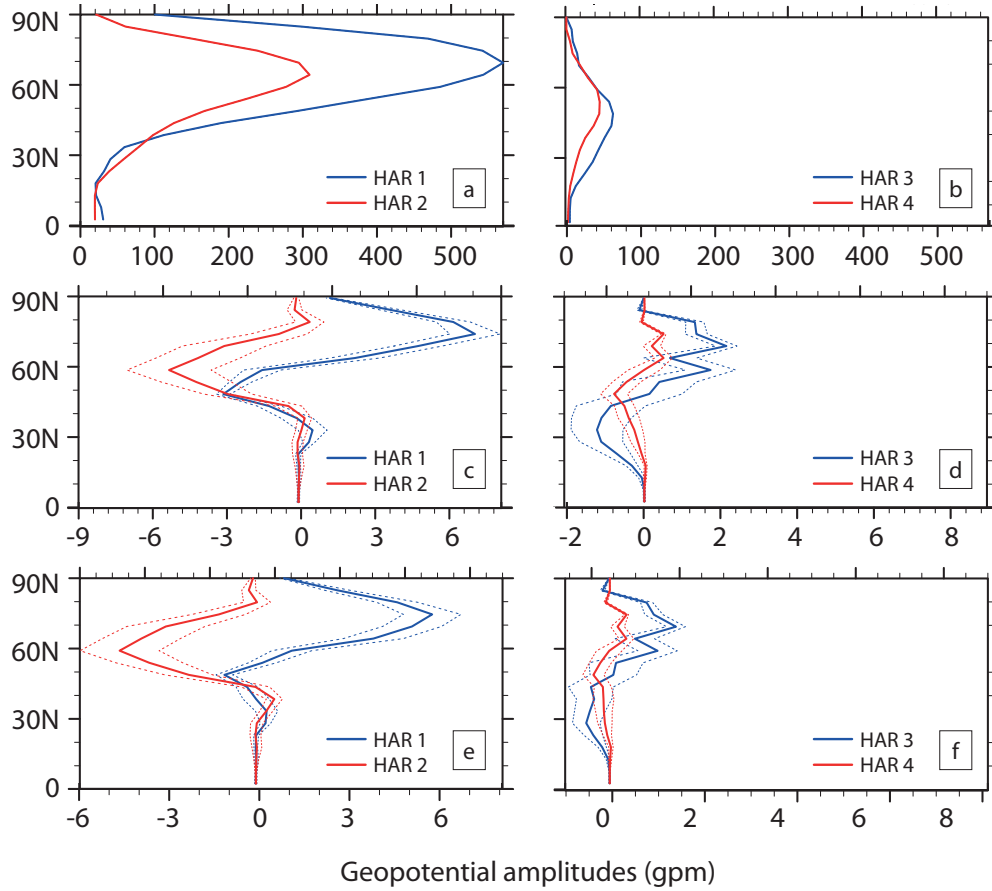 90N
60N
30N
0
HAR 1
HAR 2
a
0 100 200 300 400 500
HAR 3
HAR 4
b
0 100 200 300 400 500
90N
60N
30N
0
HAR 1
HAR 2
c
-9 -6 -3 0 3 6
HAR 3
HAR 4
d
-2 0 2 4 6 8
90N
60N
30N
0
HAR 1
HAR 2
e
-6 -3 0 3 6
HAR 3
HAR 4
f
0 2 4 6 8
Geopotential amplitudes (gpm)